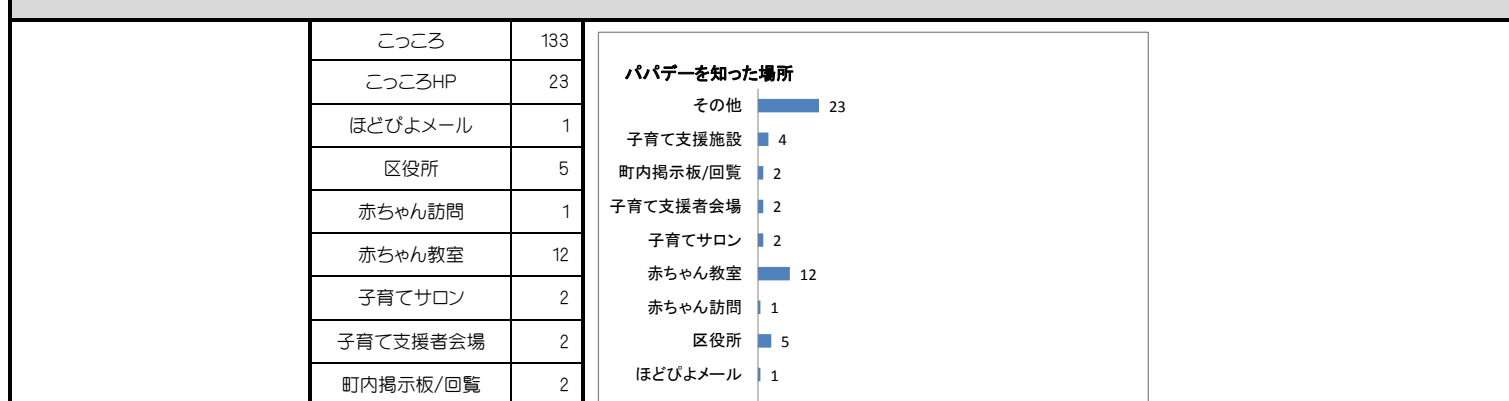 こっころ 133
こっころHP 23
ほどぴよメール 1
区役所 5
赤ちゃん訪問 1
赤ちゃん教室 12
子育てサロン 2
子育て支援者会場 2
町内掲示板/回覧 2
パパデーを知った場所
その他 23
子育て支援施設 4
町内掲示板/回覧 2
子育て支援者会場 2
子育てサロン 2
赤ちゃん教室 12
赤ちゃん訪問 1
区役所 5
ほどぴよメール 1